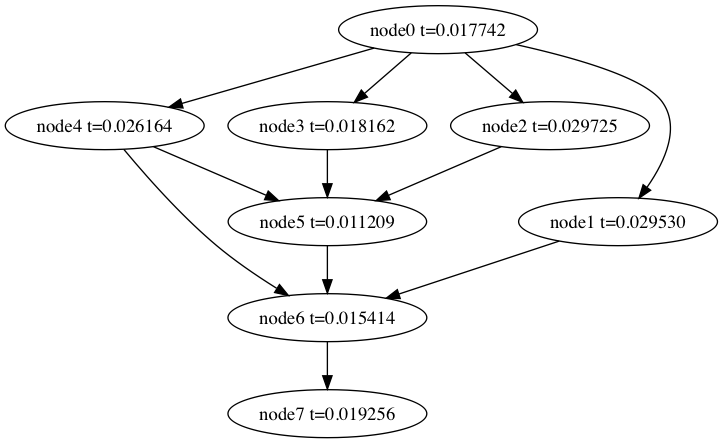 node0 t=0.017742
node4 t=0.026164
node3 t=0.018162
node2 t=0.029725
node5 t=0.011209
node1 t=0.029530
node6 t=0.015414
node7 t=0.019256